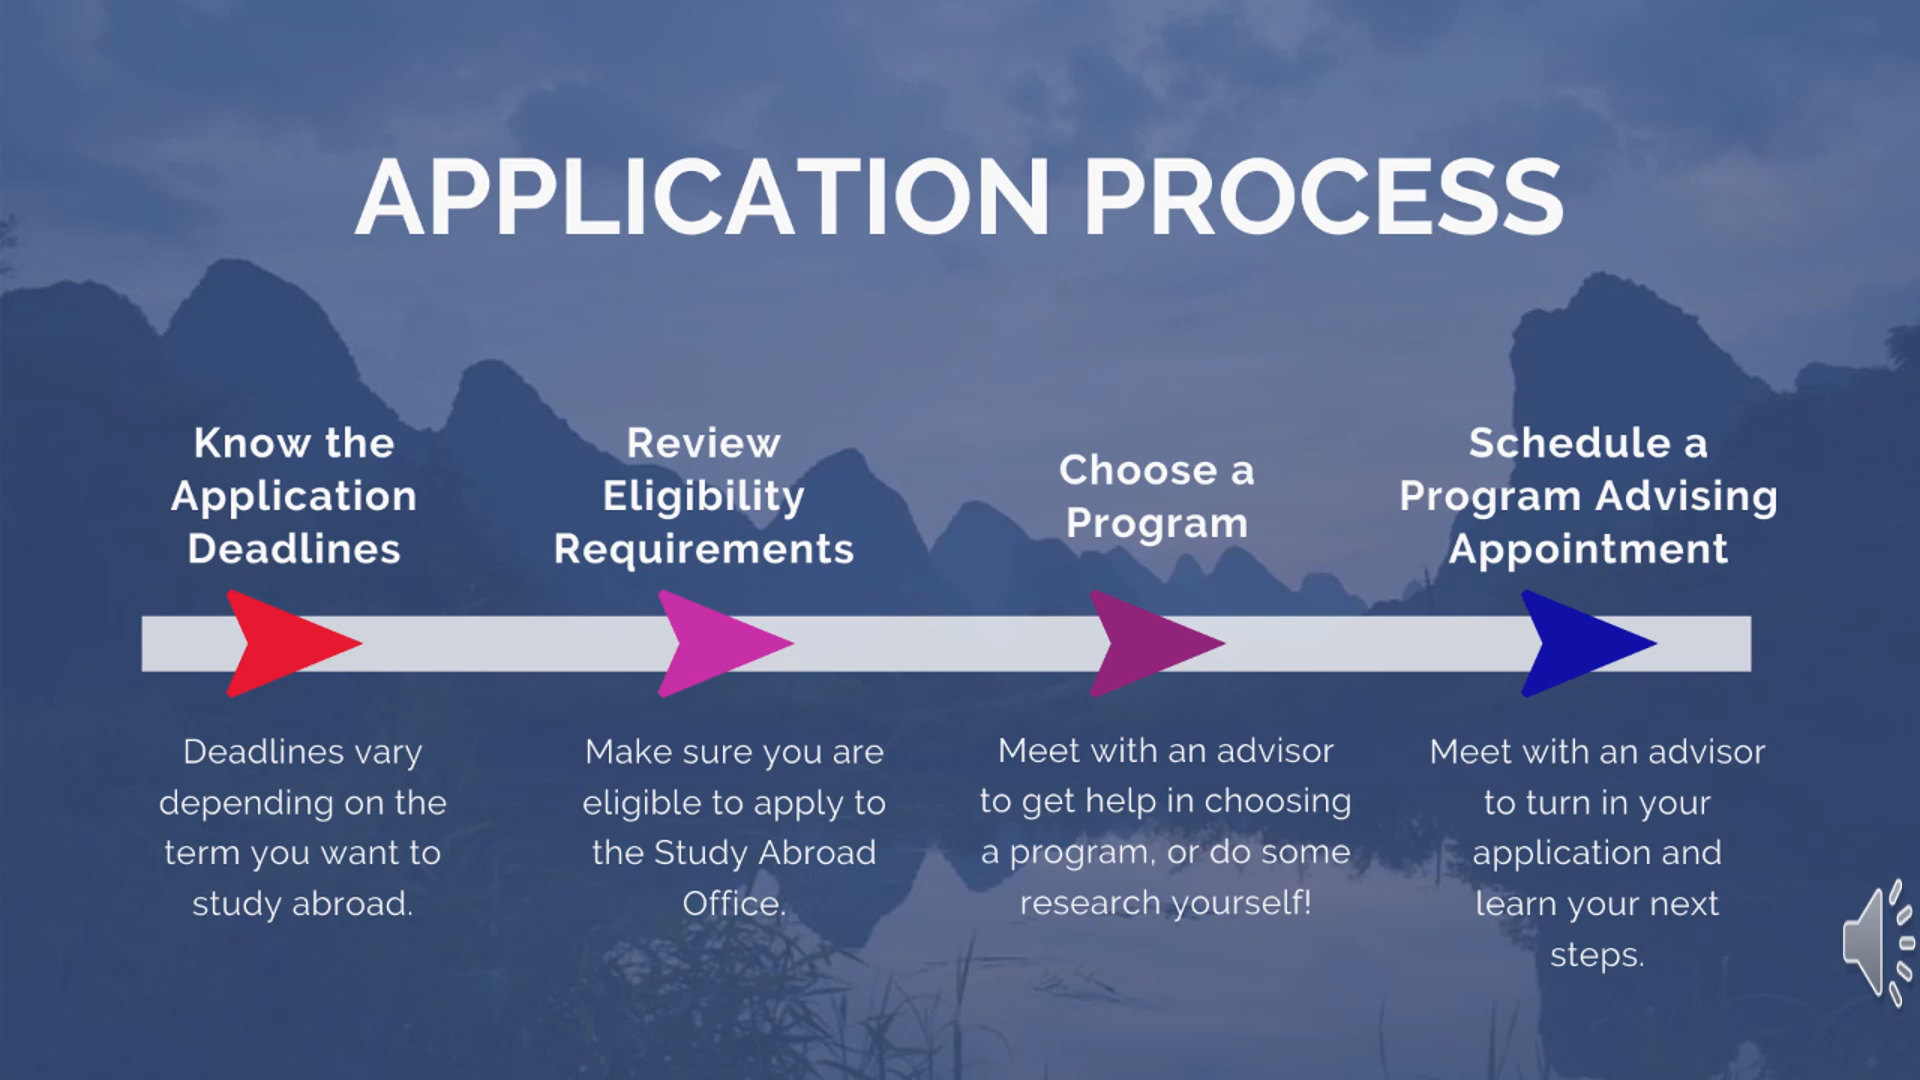 APPLICATION PROCESS
Know the
Application
Deadlines
Review
Eligibility
Requirements
Choose a
Program
Schedule a
Program Advising
Appointment
Deadlines vary
depending on the
term you want to
study abroad.
Make sure you are
eligible to apply to
the Study Abroad
Office.
Meet with an advisor
to get help in choosing
a program, or do some
research yourself!
Meet with an advisor
to turn in your
application and
learn your next
steps.